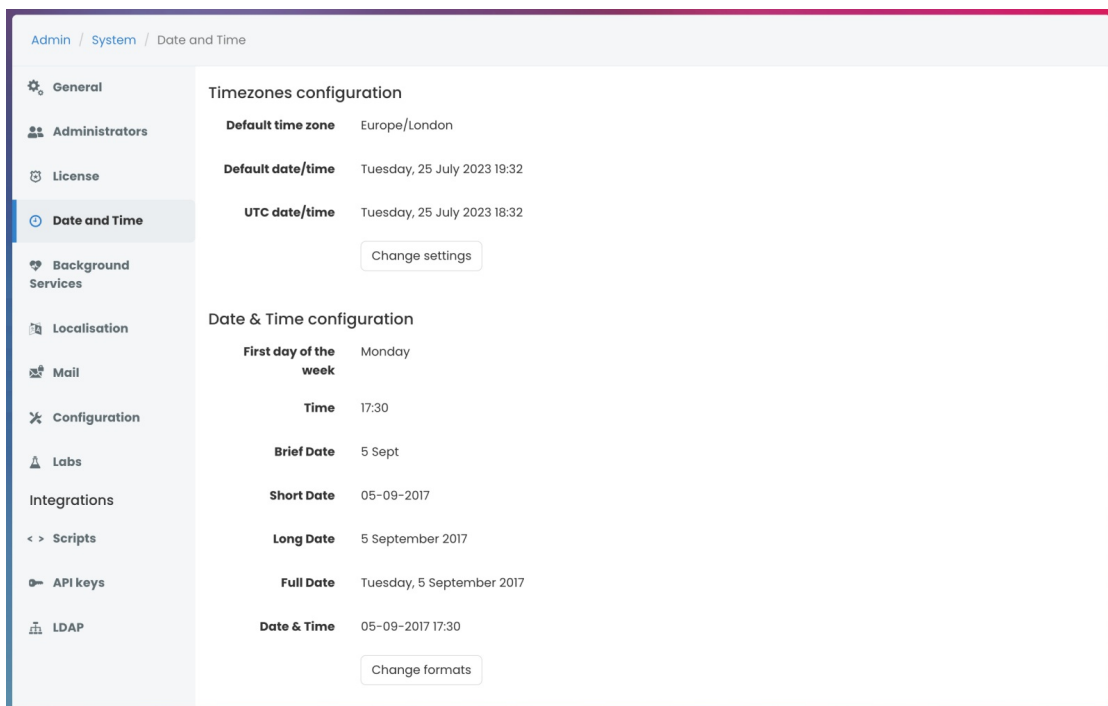 Admin / System / Date and Time
General
Administrators
License
Date and Time
Background
Services
Localisation
Mail
Configuration
Labs
Integrations
< > Scripts
API keys
LDAP
Timezones configuration
Default time zone Europe/London
Default date/time Tuesday, 25 July 2023 19:32
UTC date/time Tuesday, 25 July 2023 18:32
Change settings
Date & Time configuration
First day of the Monday
week
Time 17:30
Brief Date 5 Sept
Short Date 05-09-2017
Long Date 5 September 2017
Full Date Tuesday, 5 September 2017
Date & Time 05-09-2017 17:30
Change formats